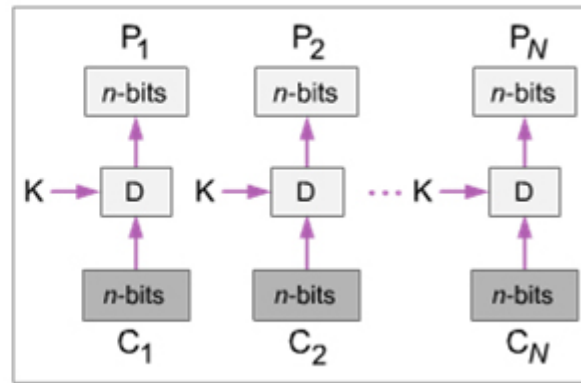 P1 P2 PN
n-bits n-bits n-bits
K D K D ... K D
n-bits n-bits n-bits
C1 C2 CN